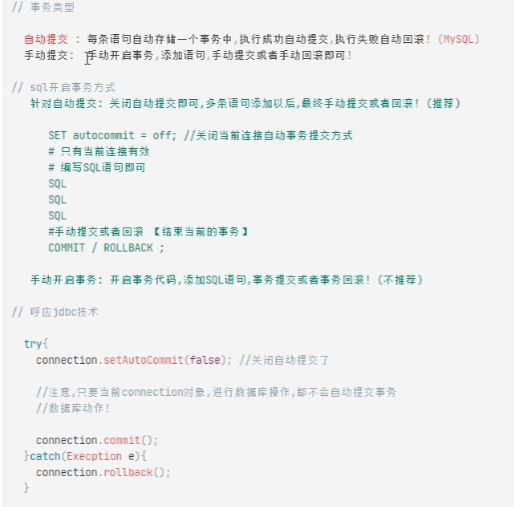 // 事务类型
自动提交 : 每条语句自动存储一个事务中,执行成功自动提交,执行失败自动回滚! (MySQL)
手动提交: 手动开启事务,添加语句,手动提交或者手动回滚即可!
// sql开启事务方式
针对自动提交: 关闭自动提交即可,多条语句添加以后,最终手动提交或者回滚! (推荐)
SET autocommit = off; //关闭当前连接自动事务提交方式
# 只有当前连接有效
# 编写SQL语句即可
SQL
SQL
SQL
#手动提交或者回滚 【结束当前的事务】
COMMIT / ROLLBACK ;
手动开启事务: 开启事务代码,添加SQL语句,事务提交或者事务回滚! (不推荐)
// 呼应jdbc技术
try{
connection.setAutoCommit(false); //关闭自动提交了
//注意,只要当前connection对象,进行数据库操作,都不会自动提交事务
//数据库动作!
connection.commit();
}catch(Execption e){
connection.rollback();
}